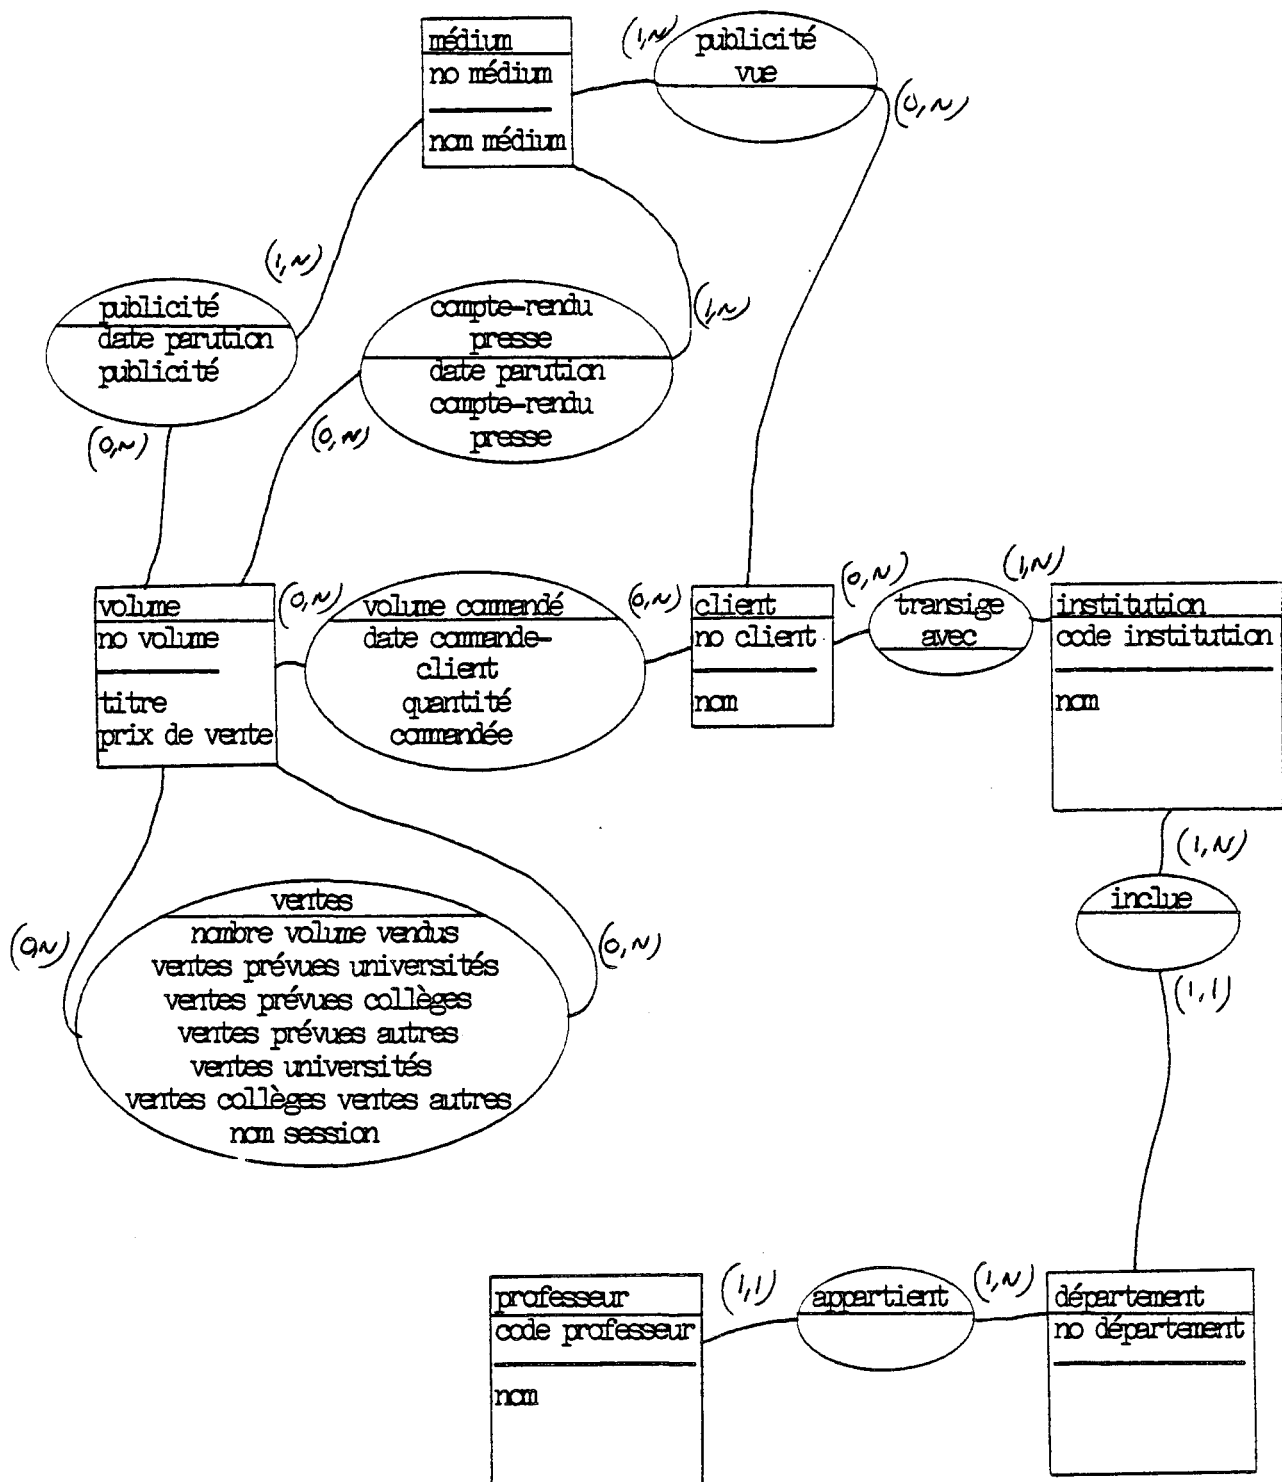 médium
no médium
nom médium
(1,N)
publicité
vue
(0,N)
(1,N)
publicité
date parution
publicité
(0,N)
compte-rendu
presse
date parution
compte-rendu
presse
(1,N)
(0,N)
volume
no volume
titre
prix de vente
(0,N)
volume commandé
date commande-
client
quantité
commandée
(0,N)
client
no client
nom
(0,N)
transige
avec
(1,N)
institution
code institution
nom
(1,N)
inclue
(1,1)
(0,N)
ventes
nombre volume vendus
ventes prévues universités
ventes prévues collèges
ventes prévues autres
ventes universités
ventes collèges ventes autres
nom session
(0,N)
professeur
code professeur
nom
(1,1)
appartient
(1,N)
département
no département